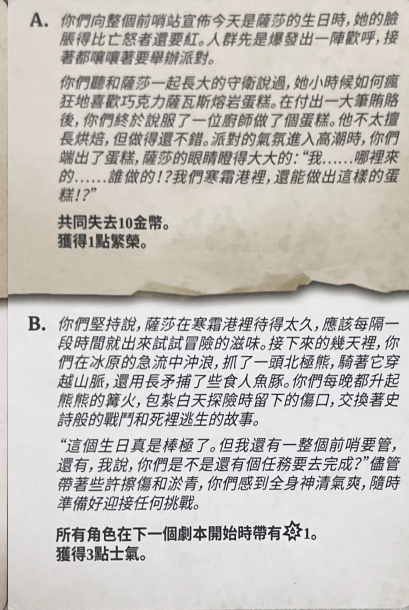 A. 你們向整個前哨站宣佈今天是薩莎的生日時，她的臉
脹得比亡怒者還要紅。人群先是爆發出一陣歡呼，接
著都嚷嚷著要舉辦派對。
你們聽和薩莎一起長大的守衛說過，她小時候如何瘋
狂地喜歡巧克力薩瓦斯熔岩蛋糕。在付出一大筆賄賂
後，你們終於說服了一位廚師做了個蛋糕。他不太擅
長烘焙，但做得還不錯。派對的氣氛進入高潮時，你們
端出了蛋糕，薩莎的眼睛瞪得大大的：“我……哪裡來
的……誰做的！？我們寒霜港裡，還能做出這樣的蛋
糕！？”
共同失去10金幣。
獲得1點繁榮。
B. 你們堅持說，薩莎在寒霜港裡待得太久，應該每隔一
段時間就出來試試冒險的滋味。接下來的幾天裡，你
們在冰原的急流中沖浪，抓了一頭北極熊，騎著它穿
越山脈，還用長矛捕了些食人魚豚。你們每晚都升起
熊熊的篝火，包紮白天探險時留下的傷口，交換著史
詩般的戰鬥和死裡逃生的故事。
“這個生日真是棒極了。但我還有一整個前哨要管，
還有，我說，你們是不是還有個任務要去完成？”儘管
帶著些許擦傷和淤青，你們感到全身神清氣爽，隨時
準備好迎接任何挑戰。
所有角色在下一個劇本開始時帶有1。
獲得3點士氣。